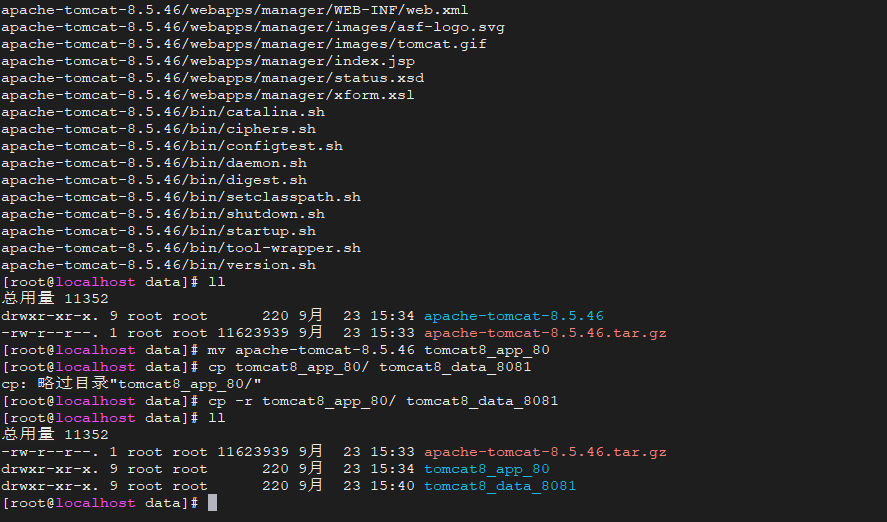 apache-tomcat-8.5.46/webapps/manager/WEB-INF/web.xml
apache-tomcat-8.5.46/webapps/manager/images/asf-logo.svg
apache-tomcat-8.5.46/webapps/manager/images/tomcat.gif
apache-tomcat-8.5.46/webapps/manager/index.jsp
apache-tomcat-8.5.46/webapps/manager/status.xsd
apache-tomcat-8.5.46/webapps/manager/xform.xsl
apache-tomcat-8.5.46/bin/catalina.sh
apache-tomcat-8.5.46/bin/ciphers.sh
apache-tomcat-8.5.46/bin/configtest.sh
apache-tomcat-8.5.46/bin/daemon.sh
apache-tomcat-8.5.46/bin/digest.sh
apache-tomcat-8.5.46/bin/setclasspath.sh
apache-tomcat-8.5.46/bin/shutdown.sh
apache-tomcat-8.5.46/bin/startup.sh
apache-tomcat-8.5.46/bin/tool-wrapper.sh
apache-tomcat-8.5.46/bin/version.sh
[root@localhost data]# ll
总用量 11352
drwxr-xr-x. 9 root root      220 9月  23 15:34 apache-tomcat-8.5.46
-rw-r--r--. 1 root root 11623939 9月  23 15:33 apache-tomcat-8.5.46.tar.gz
[root@localhost data]# mv apache-tomcat-8.5.46 tomcat8_app_80
[root@localhost data]# cp tomcat8_app_80/ tomcat8_data_8081
cp: 略过目录"tomcat8_app_80/"
[root@localhost data]# cp -r tomcat8_app_80/ tomcat8_data_8081
[root@localhost data]# ll
总用量 11352
-rw-r--r--. 1 root root 11623939 9月  23 15:33 apache-tomcat-8.5.46.tar.gz
drwxr-xr-x. 9 root root      220 9月  23 15:34 tomcat8_app_80
drwxr-xr-x. 9 root root      220 9月  23 15:40 tomcat8_data_8081
[root@localhost data]#